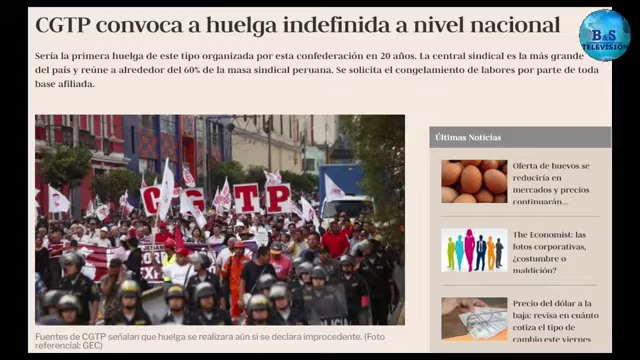 CGTP convoca a huelga indefinida a nivel nacional
B&S
TELEVISIÓN
Sería la primera huelga de este tipo organizada por esta confederación en 20 años. La central sindical es la más grande
del país y reúne a alrededor del 60% de la masa sindical peruana. Se solicita el congelamiento de labores por parte de toda
base afiliada.
CGTP
Fuentes de CGTP señalan que huelga se realizara aún si se declara improcedente. (Foto
referencial: GEC)
Últimas Noticias
Oferta de huevos se
reduciría en
mercados y precios
continuarán...
The Economist: las
fotos corporativas,
¿costumbre o
maldición?
Precio del dólar a la
baja: revisa en cuánto
cotiza el tipo de
cambio este viernes